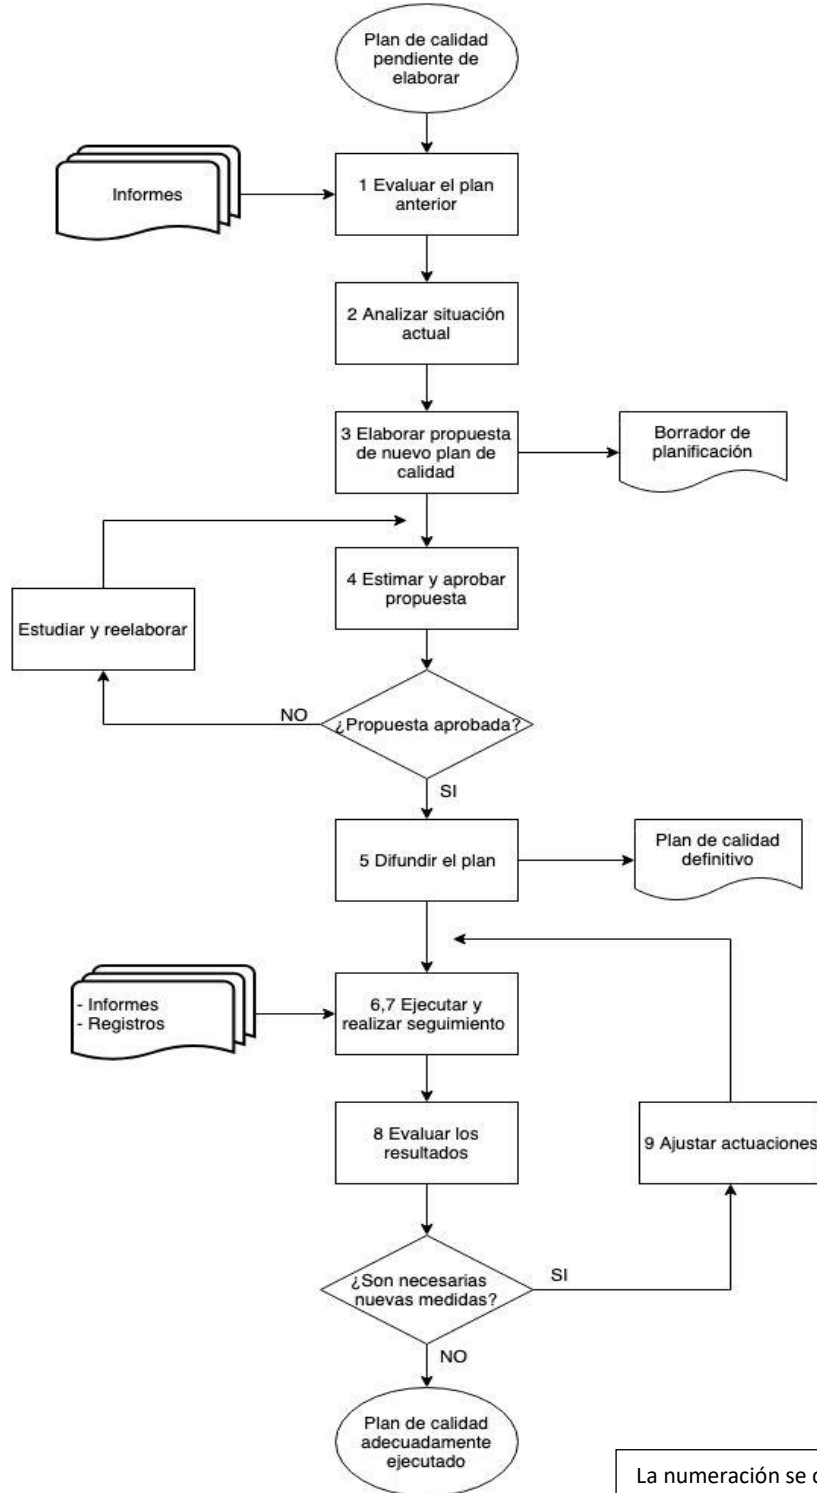 Plan de calidad
pendiente de
elaborar
Informes
1 Evaluar el plan
anterior
2 Analizar situación
actual
3 Elaborar propuesta
de nuevo plan de
calidad
Borrador de
planificación
4 Estimar y aprobar
propuesta
Estudiar y reelaborar
NO
¿Propuesta aprobada?
SI
5 Difundir el plan
Plan de calidad
definitivo
- Informes
- Registros
6,7 Ejecutar y
realizar seguimiento
8 Evaluar los
resultados
9 Ajustar actuaciones
¿Son necesarias
nuevas medidas?
SI
NO
Plan de calidad
adecuadamente
ejecutado
La numeración se